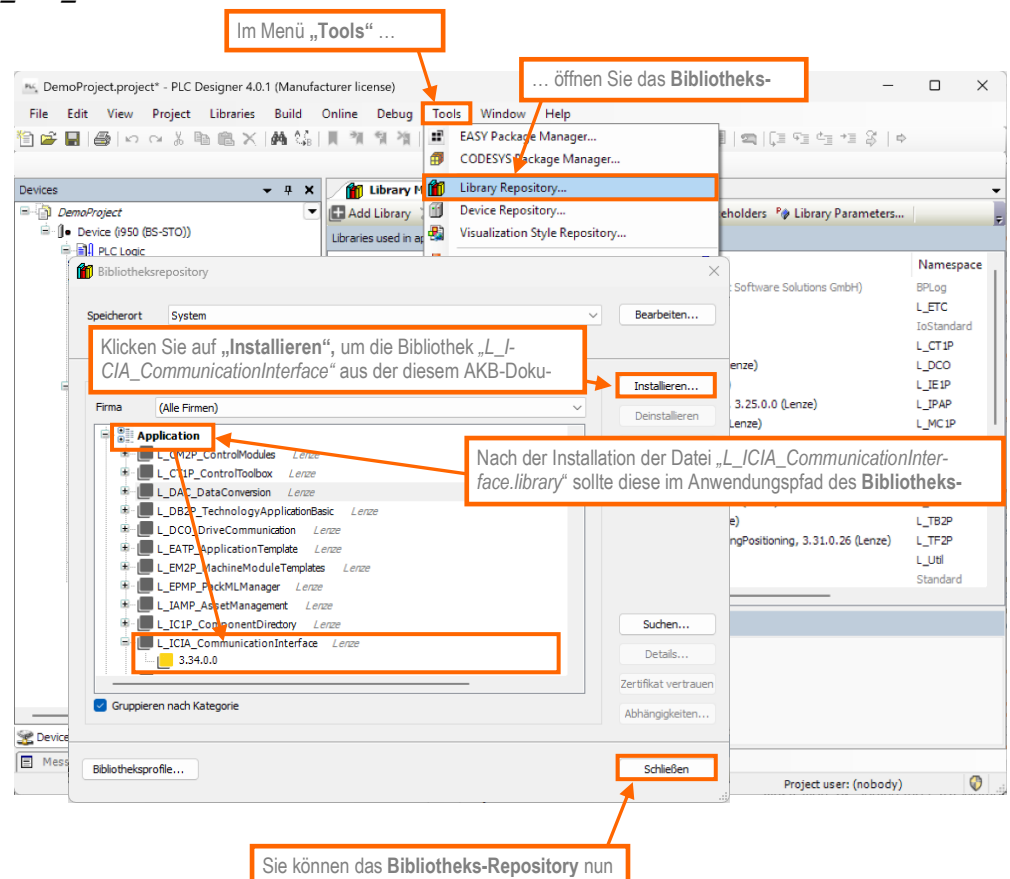 Im Menü „Tools“ …
… öffnen Sie das Bibliotheks-
DemoProject.project* - PLC Designer 4.0.1 (Manufacturer license)
File Edit View Project Libraries Build Online Debug Tools Window Help
EASY Package Manager...
CODESYS Package Manager...
Library Repository...
Device Repository...
Visualization Style Repository...
Devices
DemoProject
Device (i950 (BS-STO))
PLC Logic
Library M
Add Library
eholders Library Parameters...
Libraries used in ap
Namespace
Software Solutions GmbH) BPLog
L_ETC
IoStandard
L_CT1P
enze) L_DCO
) L_IE1P
3.25.0.0 (Lenze) L_IPAP
Lenze) L_MC1P
e) L_TB2P
ngPositioning, 3.31.0.26 (Lenze) L_TF2P
L_Util
Standard
Bibliotheksrepository
Speicherort System Bearbeiten...
Klicken Sie auf „Installieren“, um die Bibliothek „L_I-
CIA_CommunicationInterface“ aus der diesem AKB-Doku-
Installieren...
Firma (Alle Firmen) Deinstallieren
Application
Nach der Installation der Datei „L_ICIA_CommunicationInter-
face.library“ sollte diese im Anwendungspfad des Bibliotheks-
L_CM2P_ControlModules Lenze
L_CT1P_ControlToolbox Lenze
L_DAC_DataConversion Lenze
L_DB2P_TechnologyApplicationBasic Lenze
L_DCO_DriveCommunication Lenze
L_EATP_ApplicationTemplate Lenze
L_EM2P_MachineModuleTemplates Lenze
L_EPMP_PackMLManager Lenze
L_IAMP_AssetManagement Lenze
L_IC1P_ComponentDirectory Lenze
L_ICIA_CommunicationInterface Lenze
3.34.0.0
Suchen...
Details...
Zertifikat vertrauen
Abhängigkeiten...
Gruppieren nach Kategorie
Bibliotheksprofile... Schließen
Device
Mess
Project user: (nobody)
Sie können das Bibliotheks-Repository nun